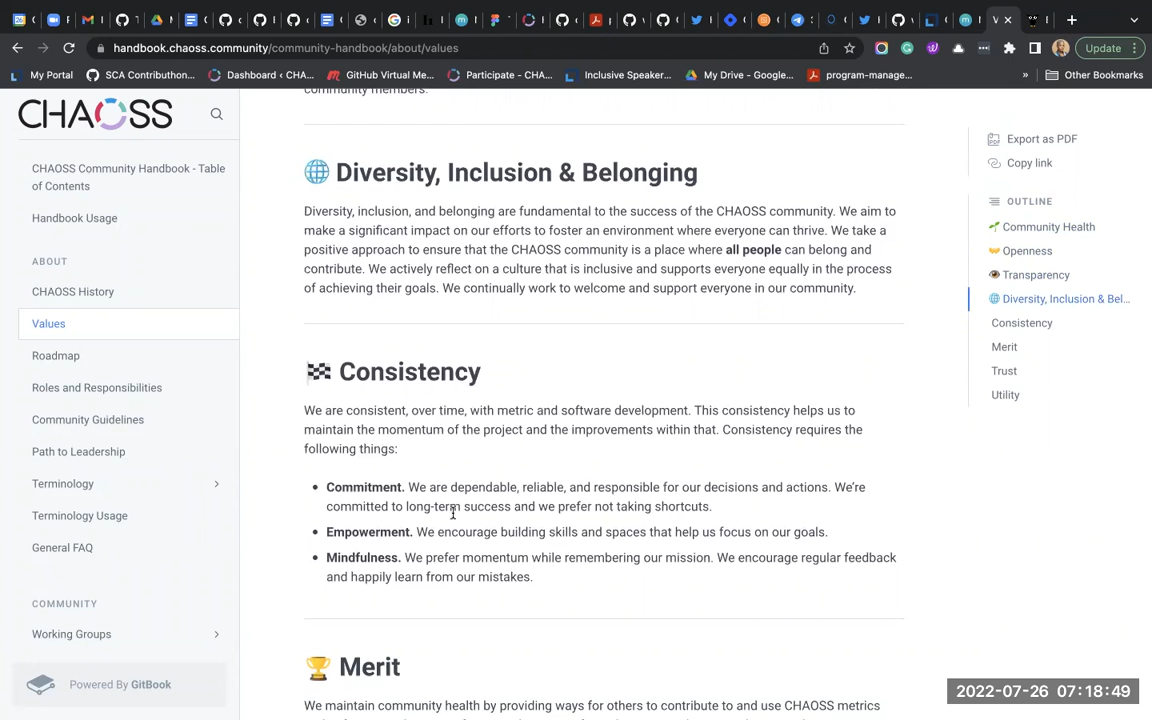 handbook.chaoss.community/community-handbook/about/values
Update
My Portal
SCA Contributhon...
Dashboard ‹ CHA...
GitHub Virtual Me...
Participate - CHA...
Inclusive Speaker...
My Drive - Google...
program-manage...
»
Other Bookmarks
CHAOSS
CHAOSS Community Handbook - Table
of Contents
Handbook Usage
ABOUT
CHAOSS History
Values
Roadmap
Roles and Responsibilities
Community Guidelines
Path to Leadership
Terminology
Terminology Usage
General FAQ
COMMUNITY
Working Groups
Powered By GitBook
community members.
Diversity, Inclusion & Belonging
Diversity, inclusion, and belonging are fundamental to the success of the CHAOSS community. We aim to
make a significant impact on our efforts to foster an environment where everyone can thrive. We take a
positive approach to ensure that the CHAOSS community is a place where all people can belong and
contribute. We actively reflect on a culture that is inclusive and supports everyone equally in the process
of achieving their goals. We continually work to welcome and support everyone in our community.
Consistency
We are consistent, over time, with metric and software development. This consistency helps us to
maintain the momentum of the project and the improvements within that. Consistency requires the
following things:
• Commitment. We are dependable, reliable, and responsible for our decisions and actions. We're
committed to long-term success and we prefer not taking shortcuts.
• Empowerment. We encourage building skills and spaces that help us focus on our goals.
• Mindfulness. We prefer momentum while remembering our mission. We encourage regular feedback
and happily learn from our mistakes.
Merit
We maintain community health by providing ways for others to contribute to and use CHAOSS metrics
Export as PDF
Copy link
OUTLINE
Community Health
Openness
Transparency
Diversity, Inclusion & Bel...
Consistency
Merit
Trust
Utility
2022-07-26 07:18:49